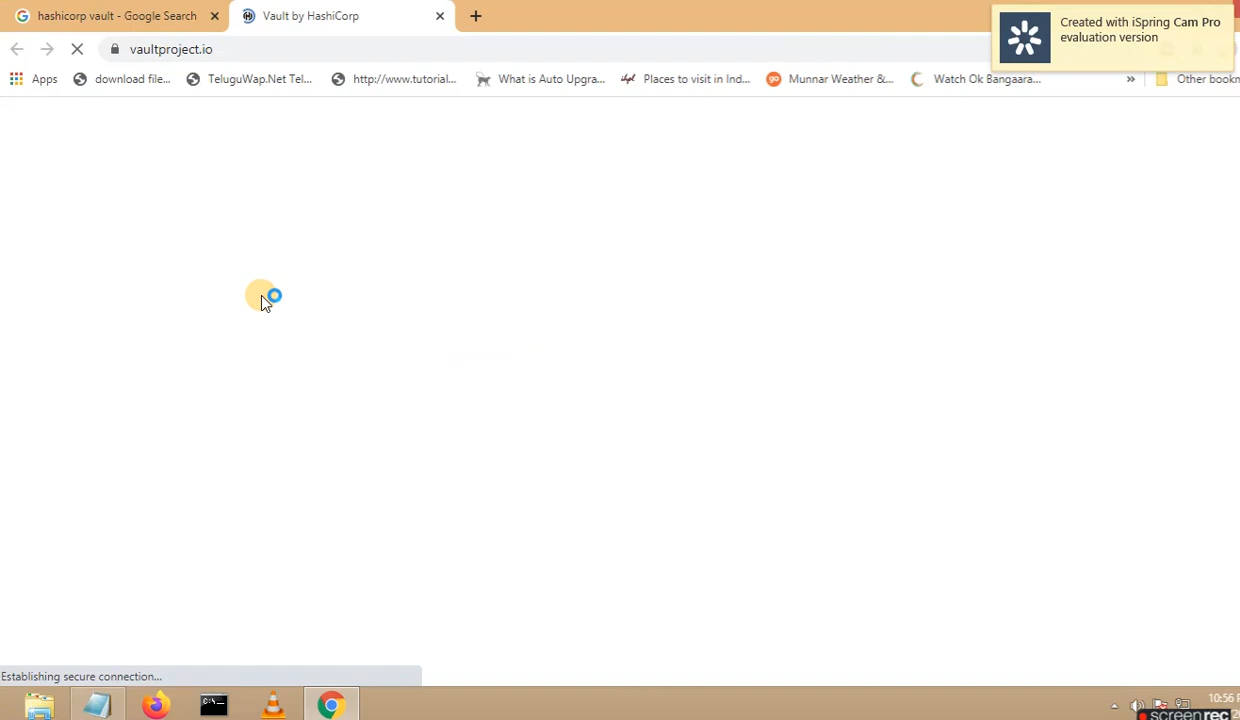 hashicorp vault - Google Search
Vault by HashiCorp
Created with iSpring Cam Pro
evaluation version
vaultproject.io
Apps
download file...
TeluguWap.Net Tel...
http://www.tutorial...
What is Auto Upgra...
Places to visit in Ind...
Munnar Weather &...
Watch Ok Bangaara...
»
Other bookm
Establishing secure connection...
10:56 P
screenrec